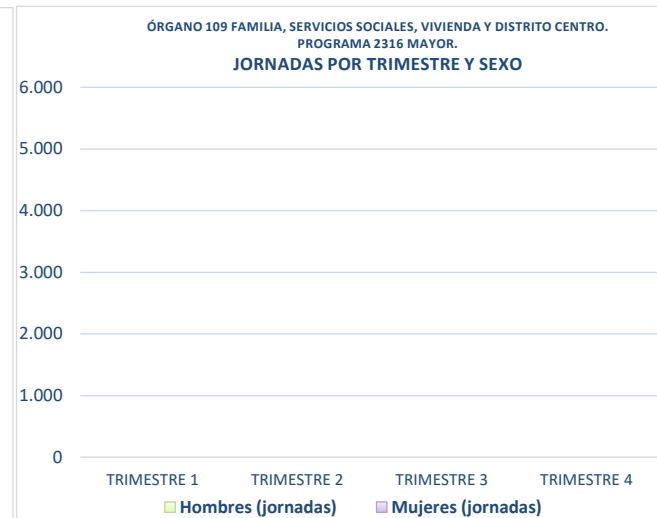 ÓRGANO 109 FAMILIA, SERVICIOS SOCIALES, VIVIENDA Y DISTRITO CENTRO.
PROGRAMA 2316 MAYOR.
JORNADAS POR TRIMESTRE Y SEXO
6.000
5.000
4.000
3.000
2.000
1.000
0
TRIMESTRE 1 TRIMESTRE 2 TRIMESTRE 3 TRIMESTRE 4
Hombres (jornadas) Mujeres (jornadas)